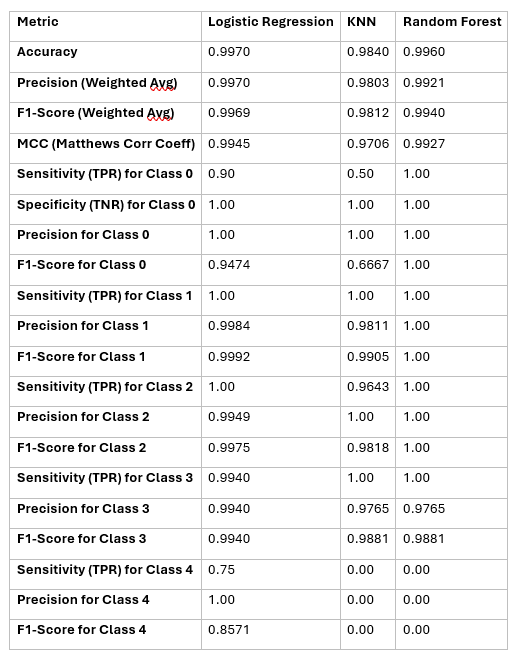 Metric Logistic Regression KNN Random Forest
Accuracy 0.9970 0.9840 0.9960
Precision (Weighted Avg) 0.9970 0.9803 0.9921
F1-Score (Weighted Avg) 0.9969 0.9812 0.9940
MCC (Matthews Corr Coeff) 0.9945 0.9706 0.9927
Sensitivity (TPR) for Class 0 0.90 0.50 1.00
Specificity (TNR) for Class 0 1.00 1.00 1.00
Precision for Class 0 1.00 1.00 1.00
F1-Score for Class 0 0.9474 0.6667 1.00
Sensitivity (TPR) for Class 1 1.00 1.00 1.00
Precision for Class 1 0.9984 0.9811 1.00
F1-Score for Class 1 0.9992 0.9905 1.00
Sensitivity (TPR) for Class 2 1.00 0.9643 1.00
Precision for Class 2 0.9949 1.00 1.00
F1-Score for Class 2 0.9975 0.9818 1.00
Sensitivity (TPR) for Class 3 0.9940 1.00 1.00
Precision for Class 3 0.9940 0.9765 0.9765
F1-Score for Class 3 0.9940 0.9881 0.9881
Sensitivity (TPR) for Class 4 0.75 0.00 0.00
Precision for Class 4 1.00 0.00 0.00
F1-Score for Class 4 0.8571 0.00 0.00